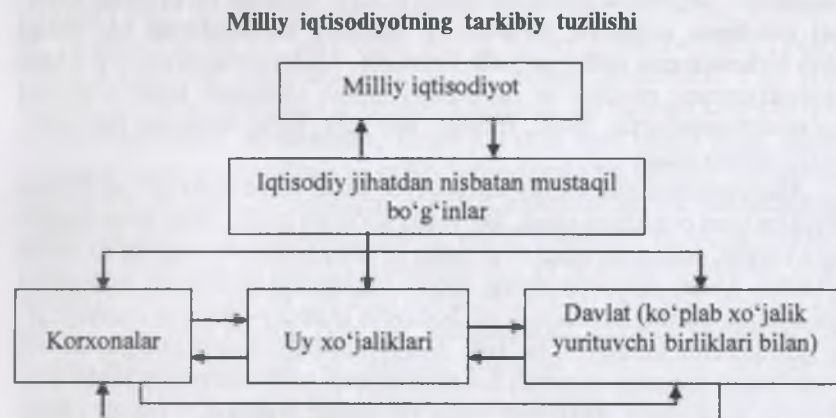 Milliy iqtisodiyotning tarkibiy tuzilishi
Milliy iqtisodiyot
Iqtisodiy jihatdan nisbatan mustaqil
bo‘g‘inlar
Korxonalar
Uy xo‘jaliklari
Davlat (ko‘plab xo‘jalik
yurituvchi birliklari bilan)